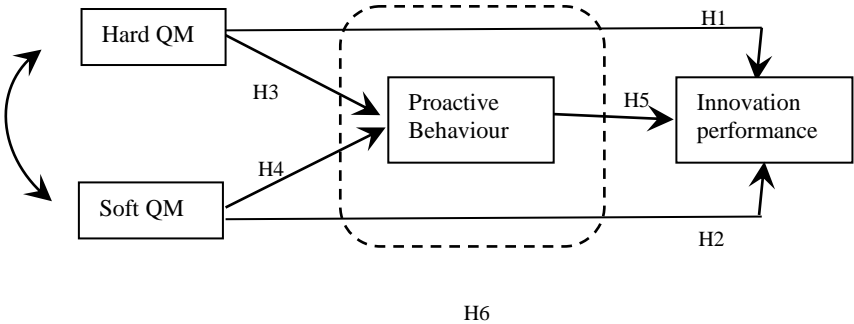 Hard QM
H1
H3
Proactive
Behaviour
H5
Innovation
performance
H4
Soft QM
H2
H6